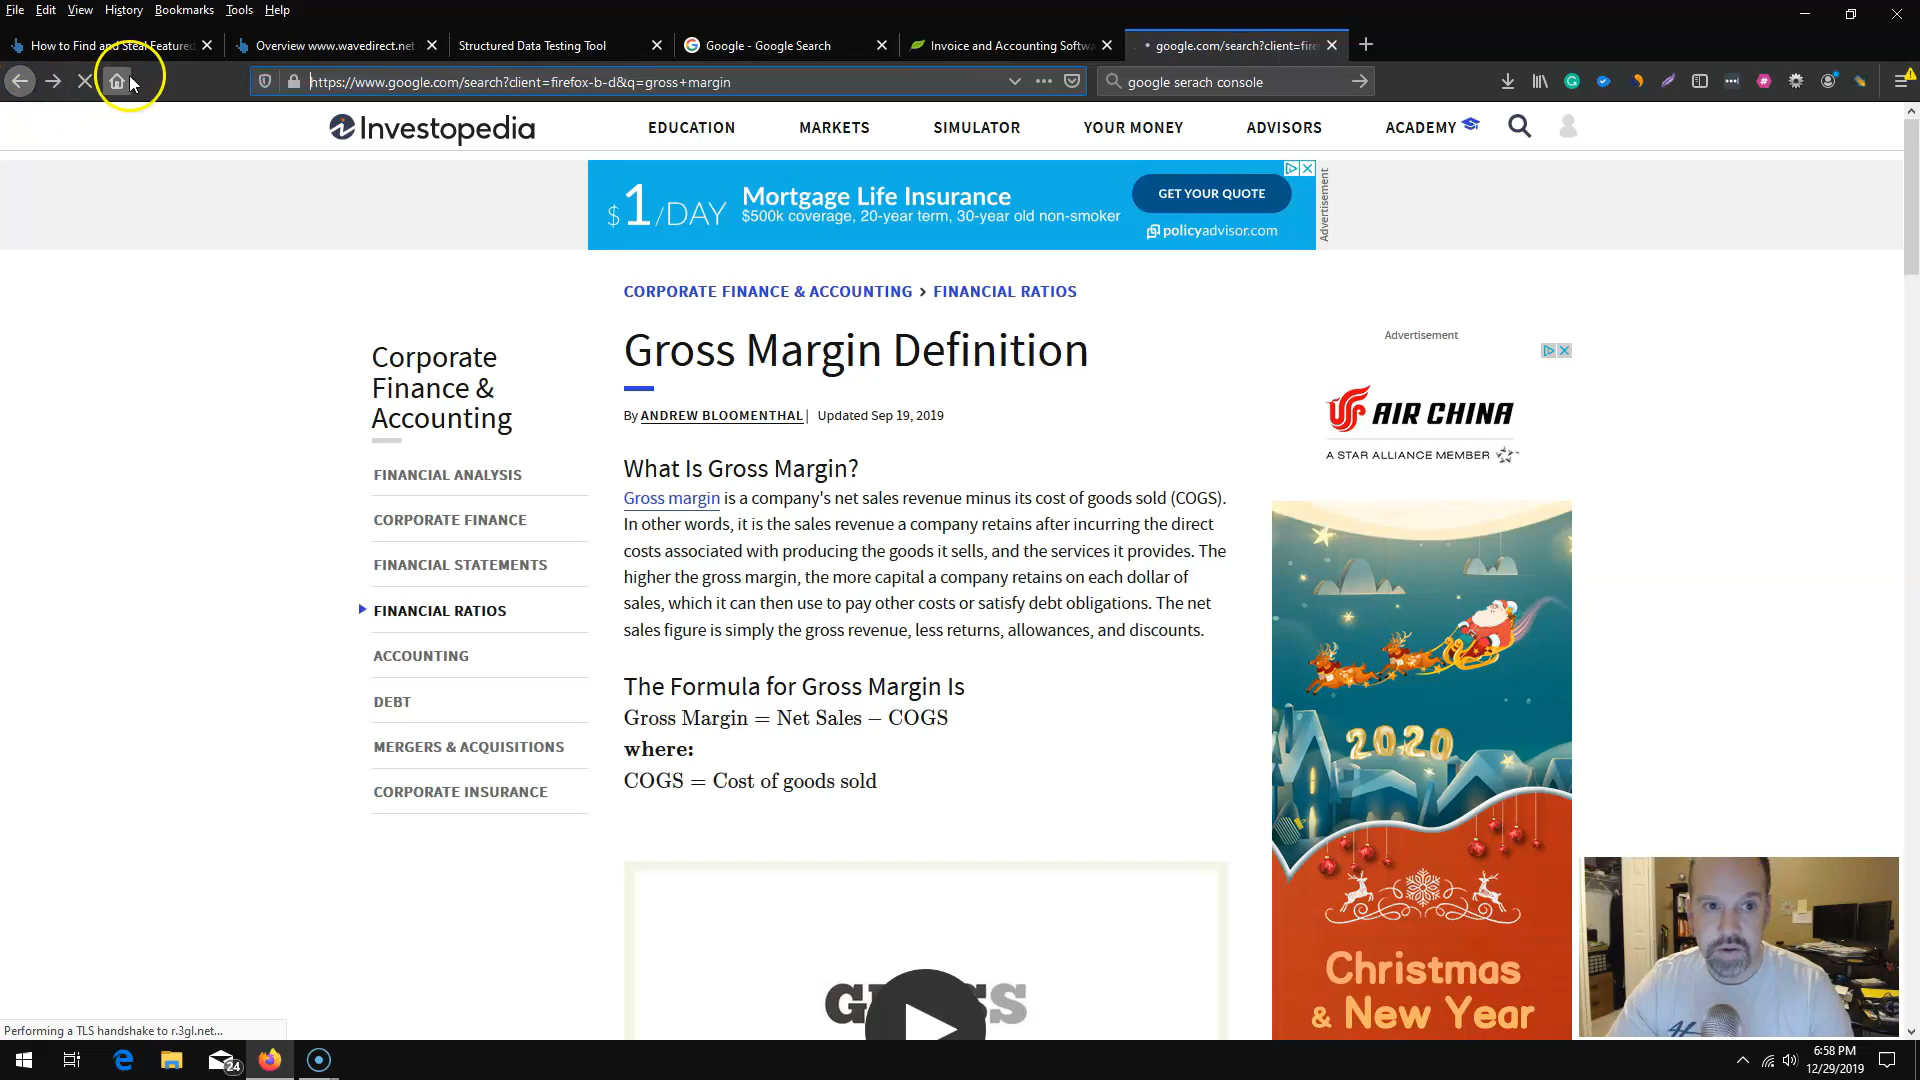 File Edit View History Bookmarks Tools Help
How to Find and Steal Featured
Overview www.wavedirect.net
Structured Data Testing Tool
Google - Google Search
Invoice and Accounting Softwa
google.com/search?client=firef
https://www.google.com/search?client=firefox-b-d&q=gross+margin
google serach console
Investopedia
EDUCATION MARKETS SIMULATOR YOUR MONEY ADVISORS ACADEMY
$1/DAY
Mortgage Life Insurance
$500k coverage, 20-year term, 30-year old non-smoker
GET YOUR QUOTE
policyadvisor.com
Advertisement
CORPORATE FINANCE & ACCOUNTING > FINANCIAL RATIOS
Corporate
Finance &
Accounting
FINANCIAL ANALYSIS
CORPORATE FINANCE
FINANCIAL STATEMENTS
FINANCIAL RATIOS
ACCOUNTING
DEBT
MERGERS & ACQUISITIONS
CORPORATE INSURANCE
Gross Margin Definition
By ANDREW BLOOMENTHAL | Updated Sep 19, 2019
What Is Gross Margin?
Gross margin is a company's net sales revenue minus its cost of goods sold (COGS).
In other words, it is the sales revenue a company retains after incurring the direct
costs associated with producing the goods it sells, and the services it provides. The
higher the gross margin, the more capital a company retains on each dollar of
sales, which it can then use to pay other costs or satisfy debt obligations. The net
sales figure is simply the gross revenue, less returns, allowances, and discounts.
The Formula for Gross Margin Is
Gross Margin = Net Sales − COGS
where:
COGS = Cost of goods sold
Advertisement
AIR CHINA
A STAR ALLIANCE MEMBER
2020
Christmas
& New Year
Performing a TLS handshake to r.3gl.net...
24
6:58 PM
12/29/2019